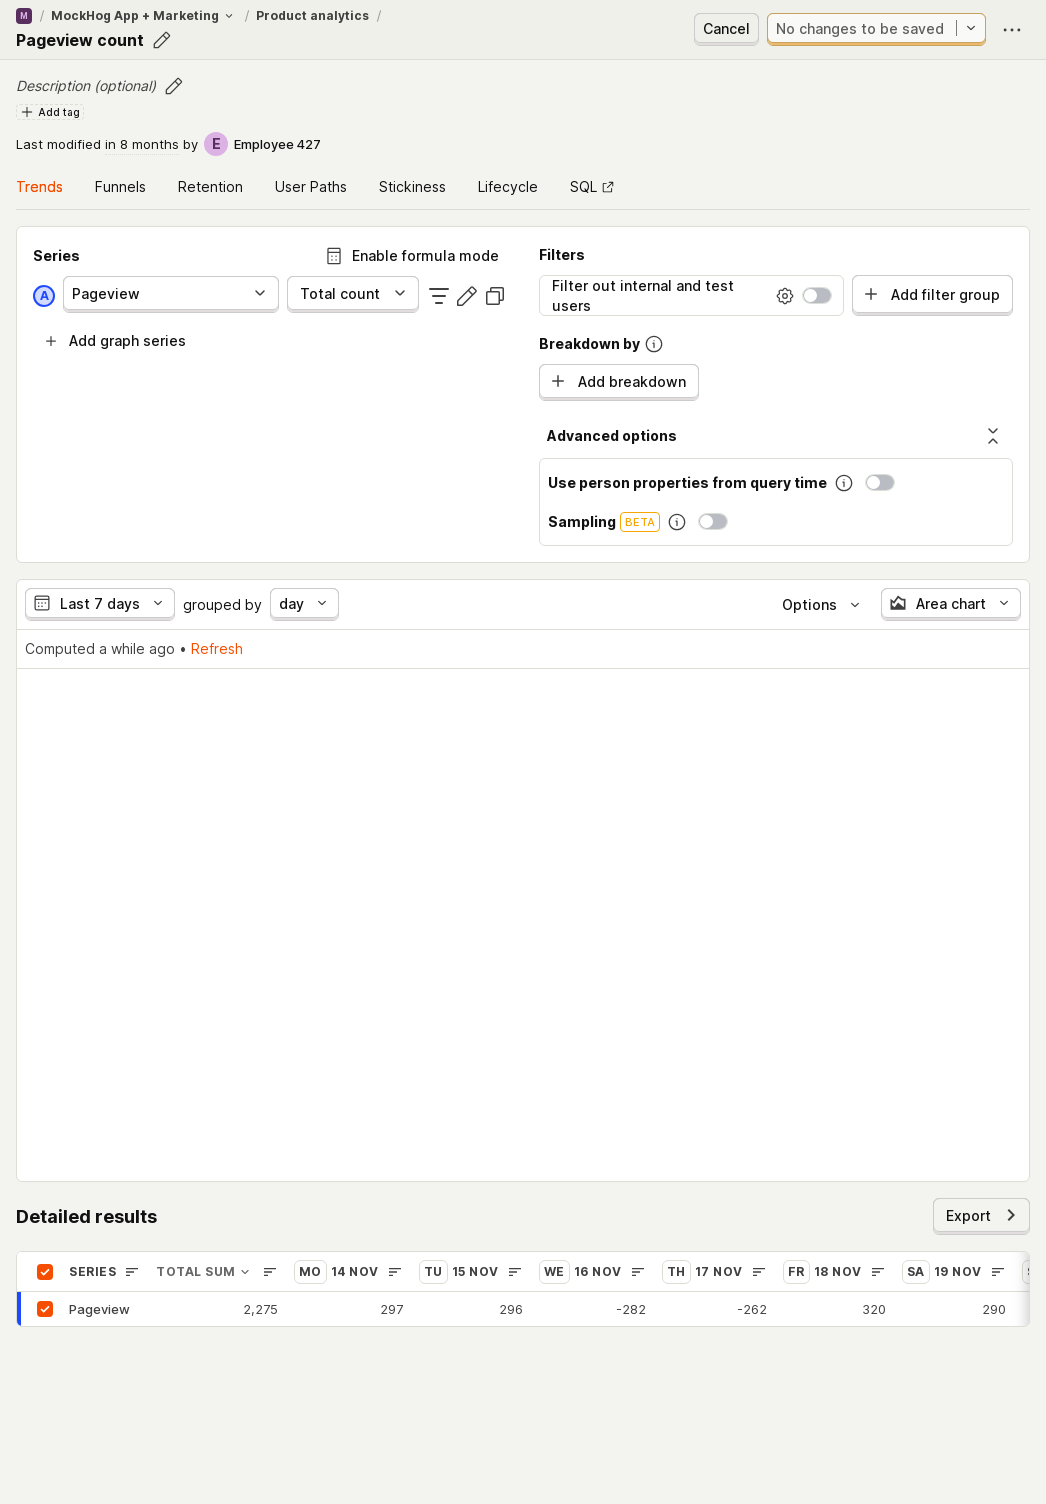 M / MockHog App + Marketing / Product analytics /
Pageview count
Cancel
No changes to be saved
Description (optional)
Add tag
Last modified in 8 months by E Employee 427
Trends Funnels Retention User Paths Stickiness Lifecycle SQL
Series
Enable formula mode
A Pageview Total count
Add graph series
Filters
Filter out internal and test
users
Add filter group
Breakdown by
Add breakdown
Advanced options
Use person properties from query time
Sampling BETA
Last 7 days grouped by day
Options
Area chart
Computed a while ago • Refresh
Detailed results
Export
SERIES TOTAL SUM MO 14 NOV TU 15 NOV WE 16 NOV TH 17 NOV FR 18 NOV SA 19 NOV
Pageview 2,275 297 296 -282 -262 320 290